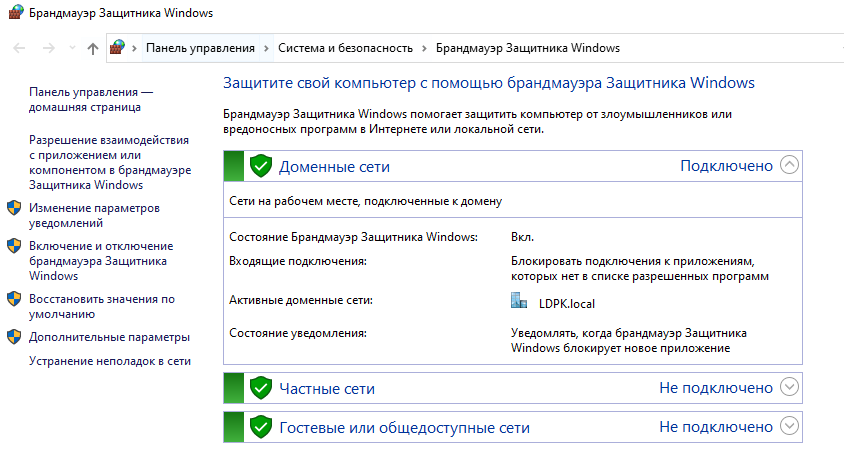 Брандмауэр Защитника Windows
Панель управления
Система и безопасность
Брандмауэр Защитника Windows
Панель управления —
домашняя страница
Разрешение взаимодействия
с приложением или
компонентом в брандмауэре
Защитника Windows
Изменение параметров
уведомлений
Включение и отключение
брандмауэра Защитника
Windows
Восстановить значения по
умолчанию
Дополнительные параметры
Устранение неполадок в сети
Защитите свой компьютер с помощью брандмауэра Защитника Windows
Брандмауэр Защитника Windows помогает защитить компьютер от злоумышленников или
вредоносных программ в Интернете или локальной сети.
Доменные сети Подключено
Сети на рабочем месте, подключенные к домену
Состояние Брандмауэр Защитника Windows: Вкл.
Входящие подключения: Блокировать подключения к приложениям,
которых нет в списке разрешенных программ
Активные доменные сети: LDPK.local
Состояние уведомления: Уведомлять, когда брандмауэр Защитника
Windows блокирует новое приложение
Частные сети Не подключено
Гостевые или общедоступные сети Не подключено